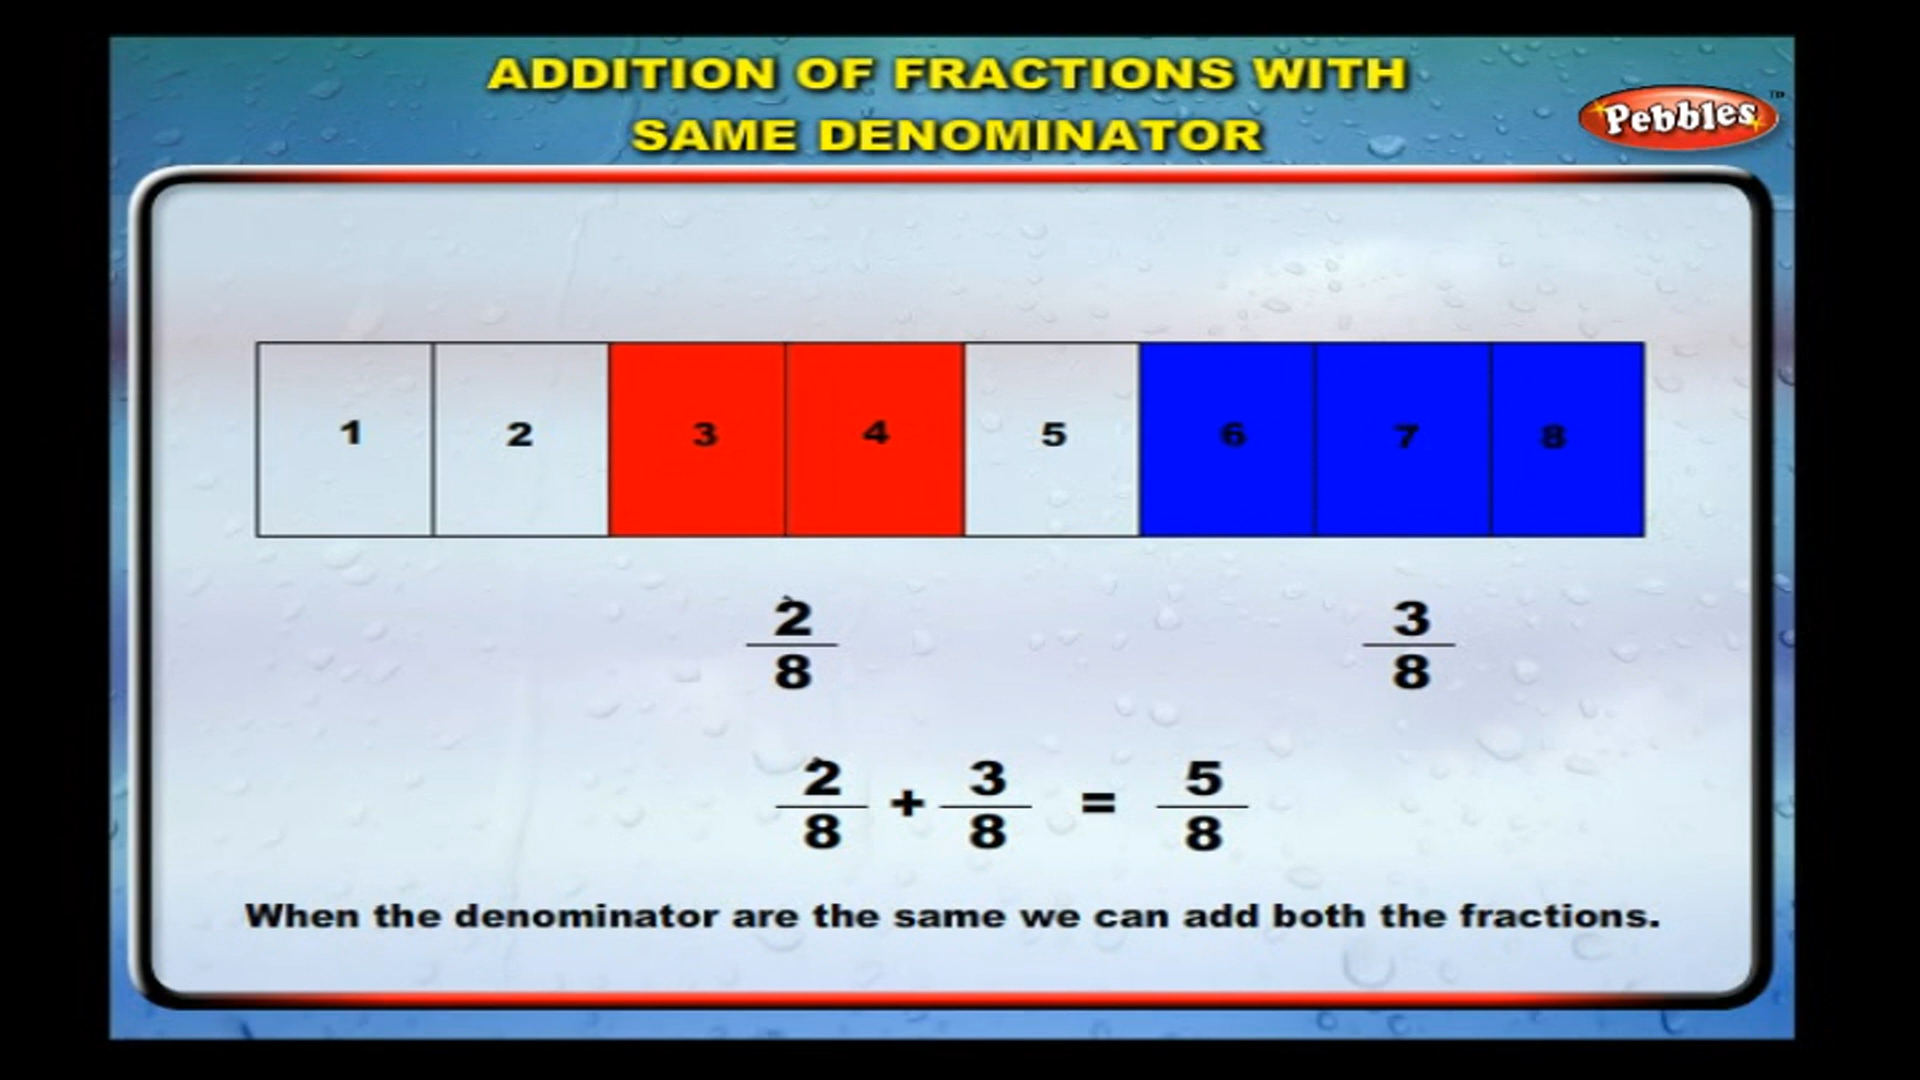 ADDITION OF FRACTIONS WITH
SAME DENOMINATOR
Pebbles TM
1 2 3 4 5 6 7 8
2/8 3/8
2/8 + 3/8 = 5/8
When the denominator are the same we can add both the fractions.